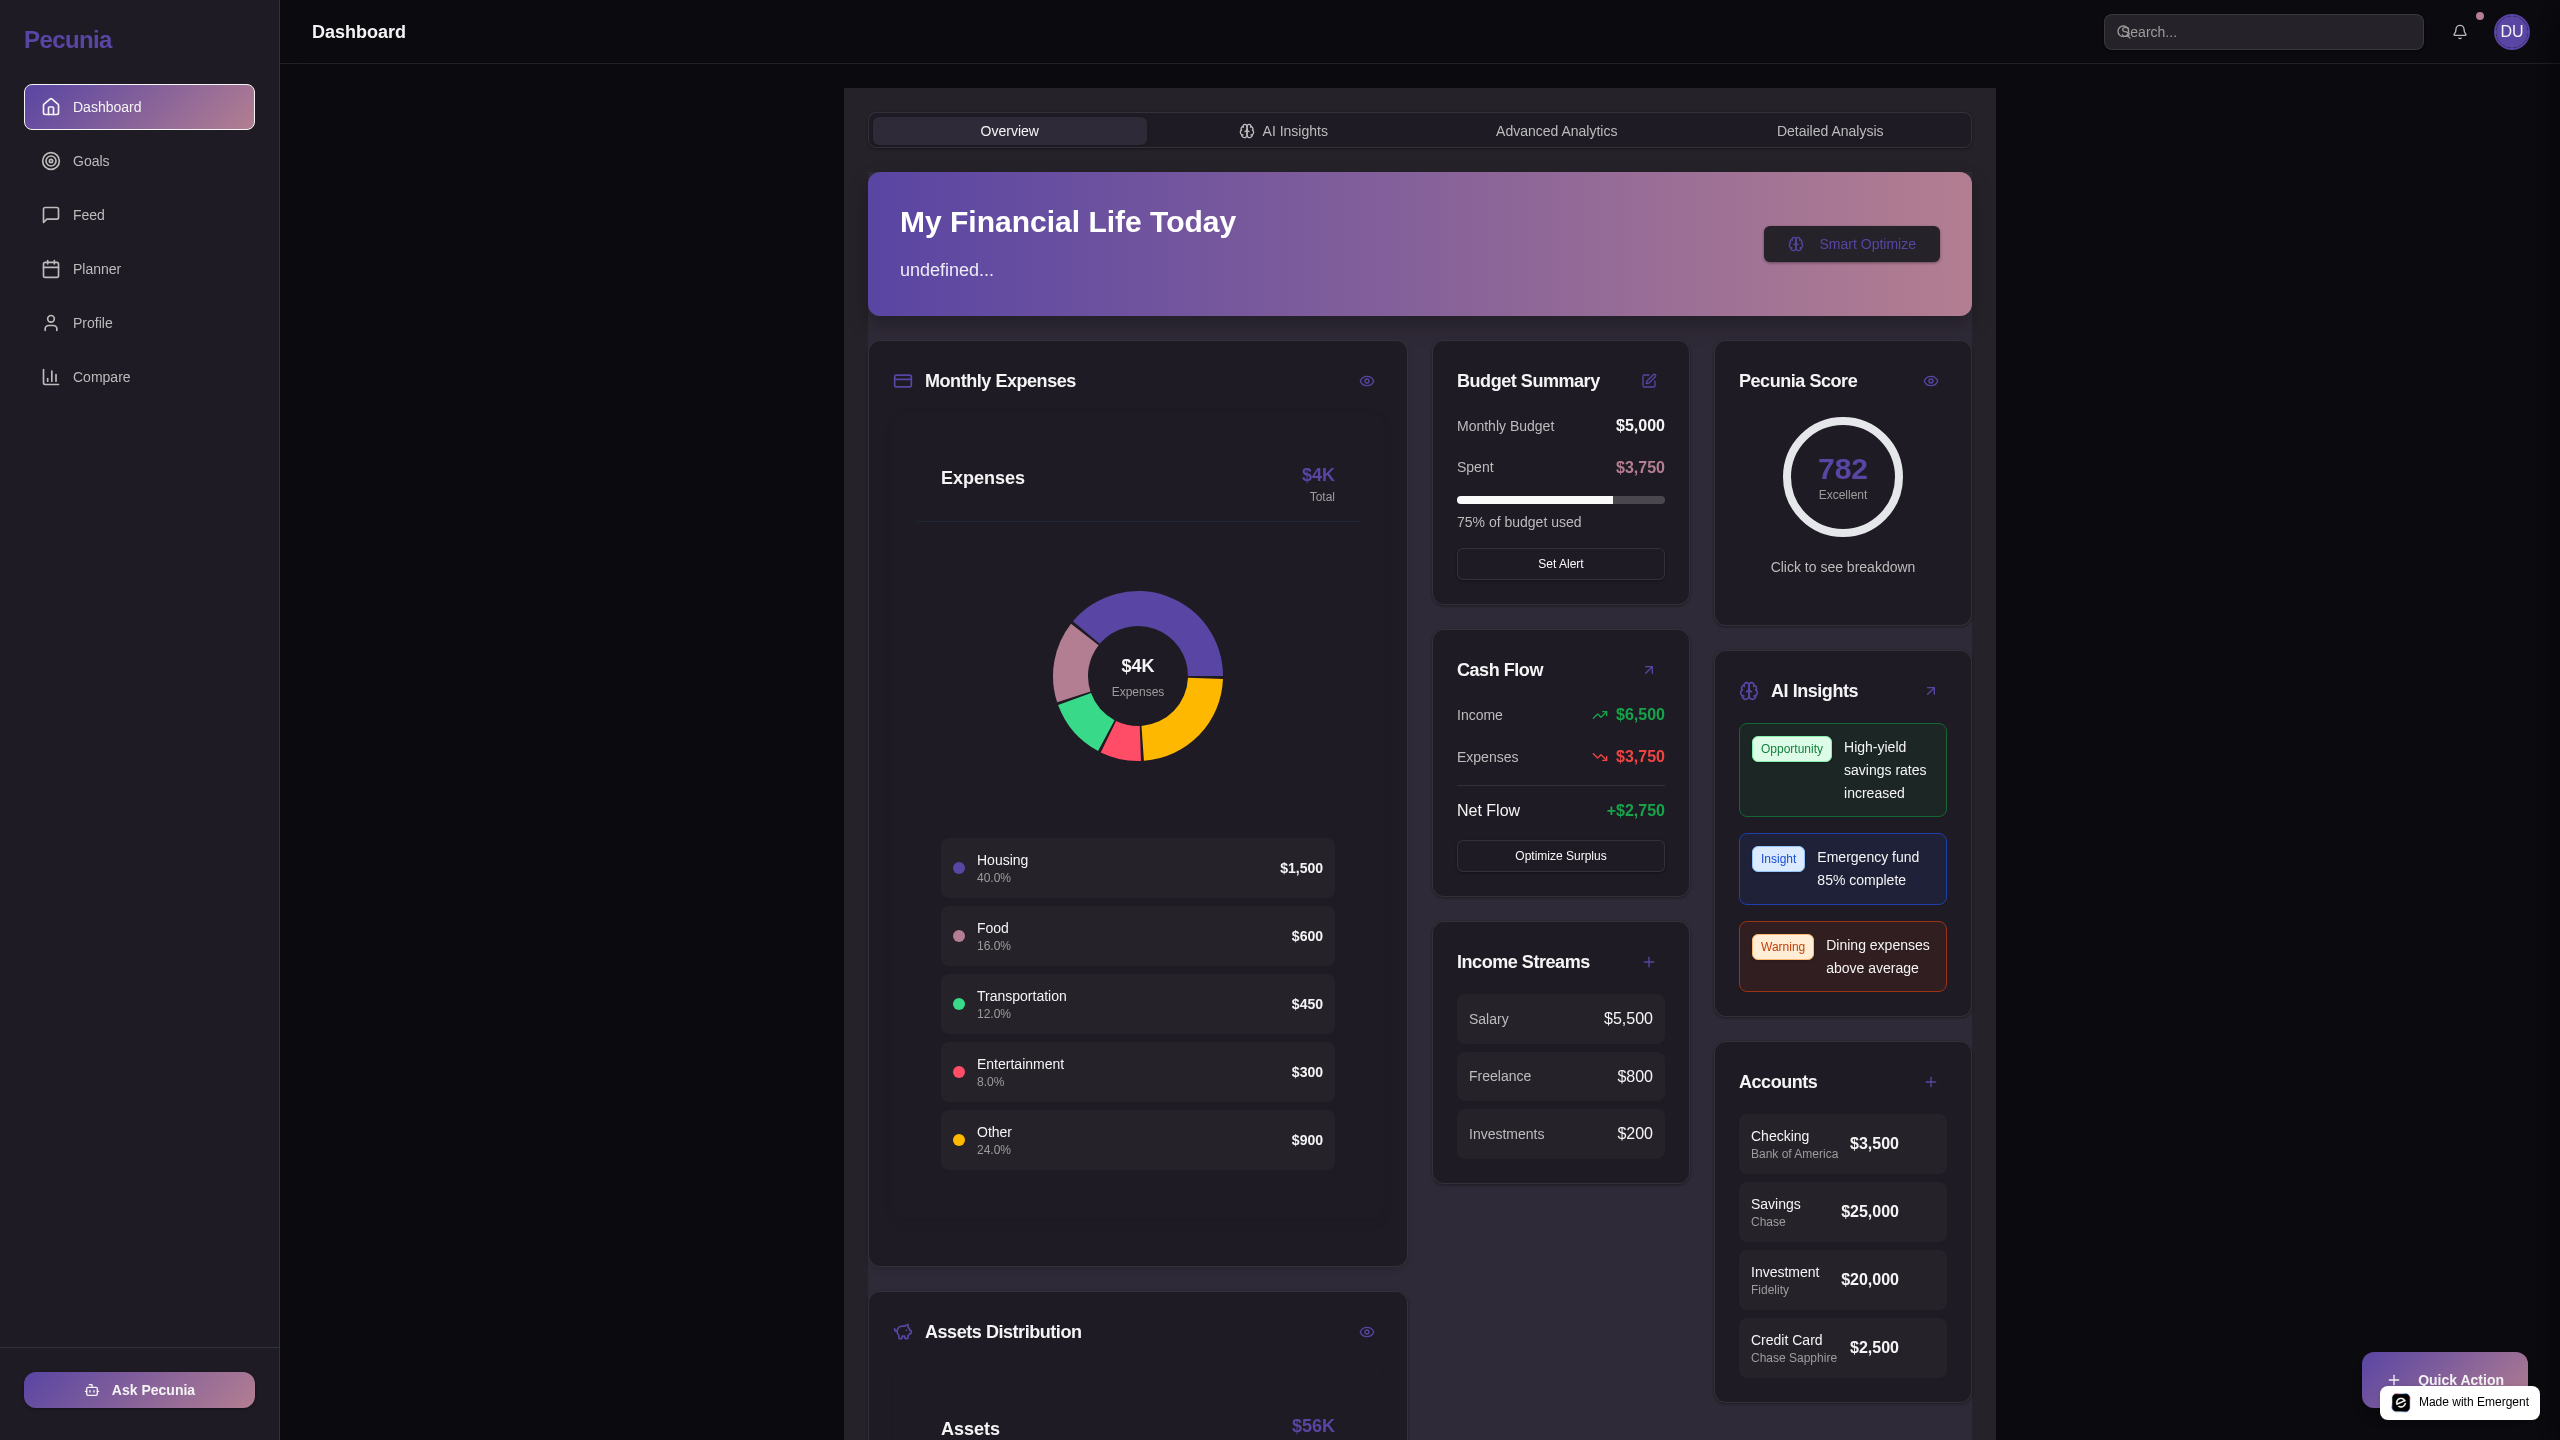 Pecunia
Dashboard
Goals
Feed
Planner
Profile
Compare
Ask Pecunia
Dashboard
Search...
DU
Overview
AI Insights
Advanced Analytics
Detailed Analysis
My Financial Life Today
undefined...
Smart Optimize
Monthly Expenses
Expenses
$4K
Total
$4K
Expenses
Housing
40.0%
$1,500
Food
16.0%
$600
Transportation
12.0%
$450
Entertainment
8.0%
$300
Other
24.0%
$900
Assets Distribution
Assets
$56K
Budget Summary
Monthly Budget
$5,000
Spent
$3,750
75% of budget used
Set Alert
Cash Flow
Income
$6,500
Expenses
$3,750
Net Flow
+$2,750
Optimize Surplus
Income Streams
Salary
$5,500
Freelance
$800
Investments
$200
Pecunia Score
782
Excellent
Click to see breakdown
AI Insights
Opportunity
High-yield
savings rates
increased
Insight
Emergency fund
85% complete
Warning
Dining expenses
above average
Accounts
Checking
Bank of America
$3,500
Savings
Chase
$25,000
Investment
Fidelity
$20,000
Credit Card
Chase Sapphire
$2,500
Quick Action
Made with Emergent